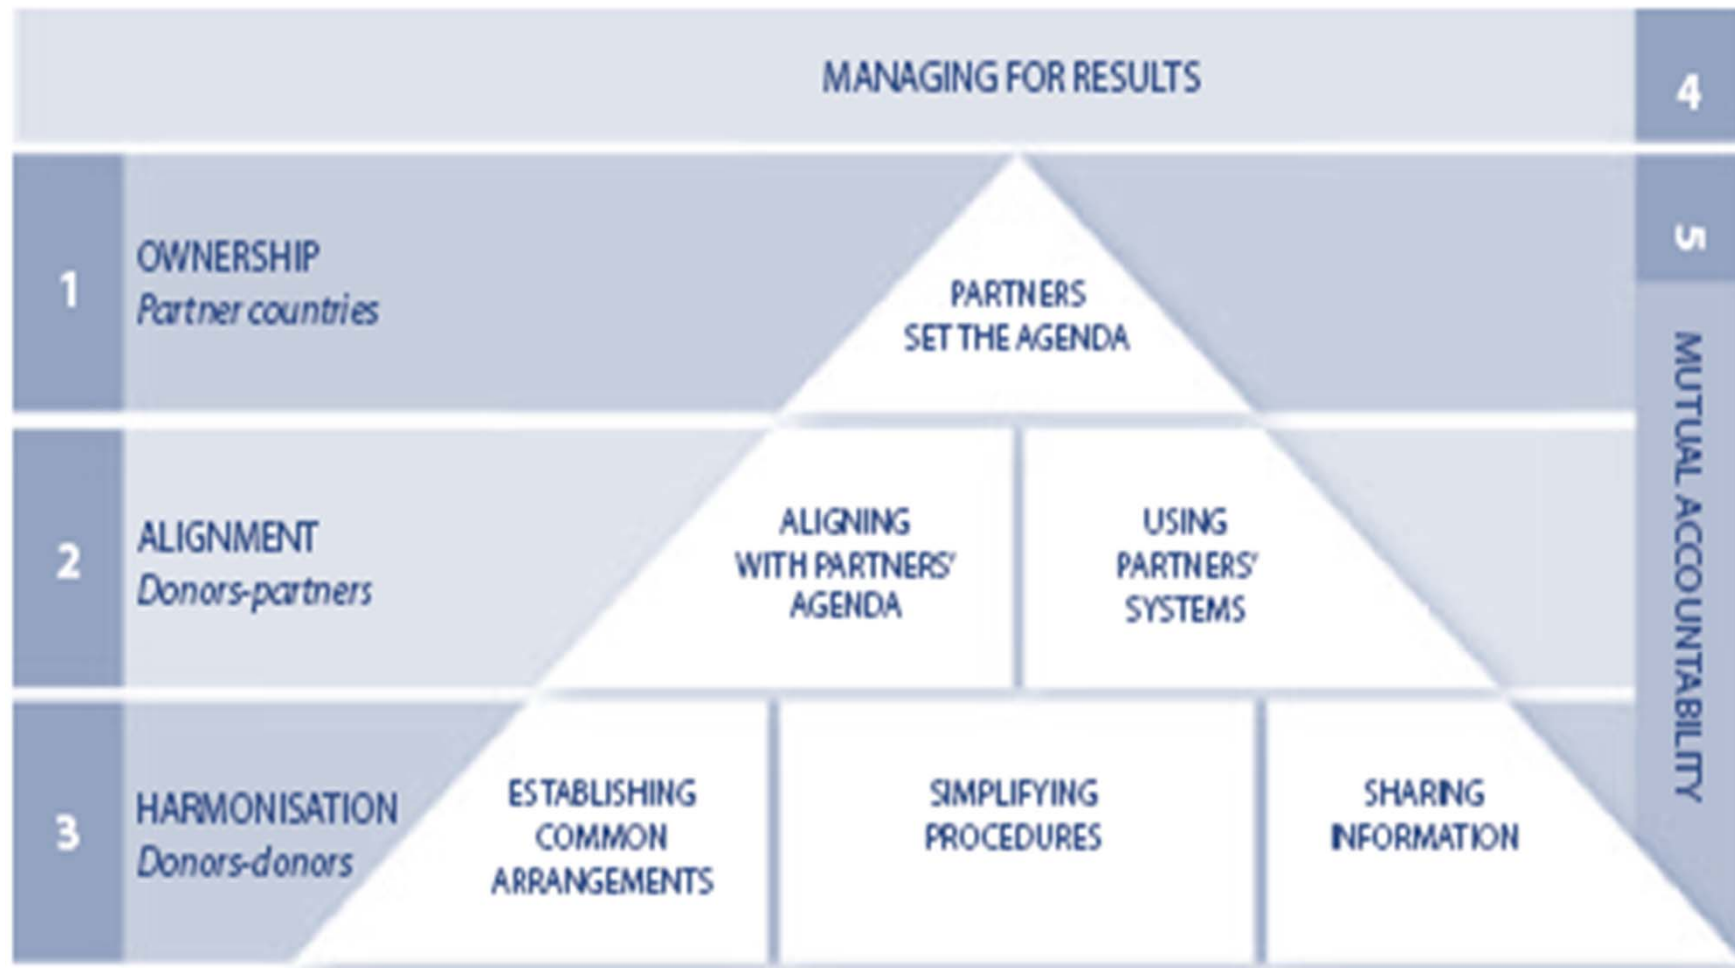 MANAGING FOR RESULTS
4
1
OWNERSHIP
Partner countries
PARTNERS
SET THE AGENDA
5
MUTUAL ACCOUNTABILITY
2
ALIGNMENT
Donors-partners
ALIGNING
WITH PARTNERS'
AGENDA
USING
PARTNERS'
SYSTEMS
3
HARMONISATION
Donors-donors
ESTABLISHING
COMMON
ARRANGEMENTS
SIMPLIFYING
PROCEDURES
SHARING
INFORMATION